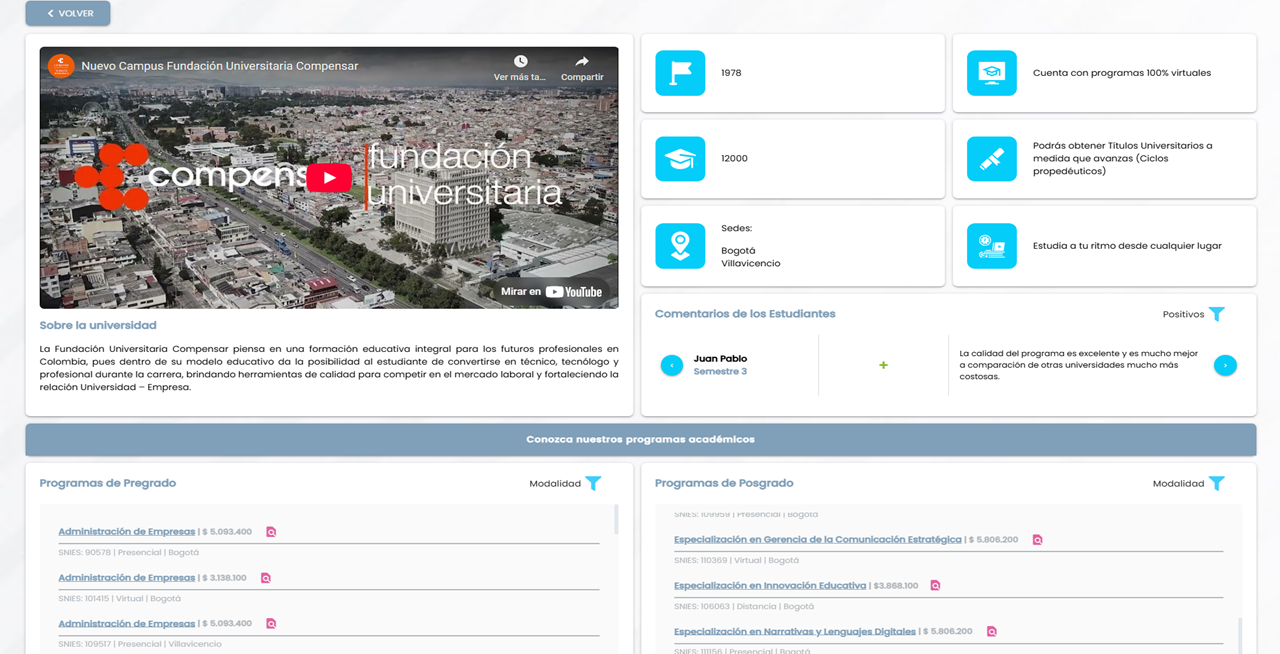 VOLVER
Nuevo Campus Fundación Universitaria Compensar
Ver más ta...
Compartir
compens
fundación
universitaria
Mirar en YouTube
Sobre la universidad
La Fundación Universitaria Compensar piensa en una formación educativa integral para los futuros profesionales en
Colombia, pues dentro de su modelo educativo da la posibilidad al estudiante de convertirse en técnico, tecnólogo y
profesional durante la carrera, brindando herramientas de calidad para competir en el mercado laboral y fortaleciendo la
relación Universidad – Empresa.
1978
Cuenta con programas 100% virtuales
12000
Podrás obtener Títulos Universitarios a
medida que avanzas (Ciclos
propedéuticos)
Sedes:
Bogotá
Villavicencio
Estudia a tu ritmo desde cualquier lugar
Comentarios de los Estudiantes
Positivos
Juan Pablo
Semestre 3
+
La calidad del programa es excelente y es mucho mejor
a comparación de otras universidades mucho más
costosas.
Conozca nuestros programas académicos
Programas de Pregrado
Modalidad
Administración de Empresas | $ 5.093.400
SNIES: 90578 | Presencial | Bogotá
Administración de Empresas | $ 3.138.100
SNIES: 101415 | Virtual | Bogotá
Administración de Empresas | $ 5.093.400
SNIES: 109517 | Presencial | Villavicencio
Programas de Posgrado
Modalidad
SNIES: 109959 | Presencial | Bogotá
Especialización en Gerencia de la Comunicación Estratégica | $ 5.806.200
SNIES: 110369 | Virtual | Bogotá
Especialización en Innovación Educativa | $3.868.100
SNIES: 106063 | Distancia | Bogotá
Especialización en Narrativas y Lenguajes Digitales | $ 5.806.200
SNIES: 111156 | Presencial | Bogotá